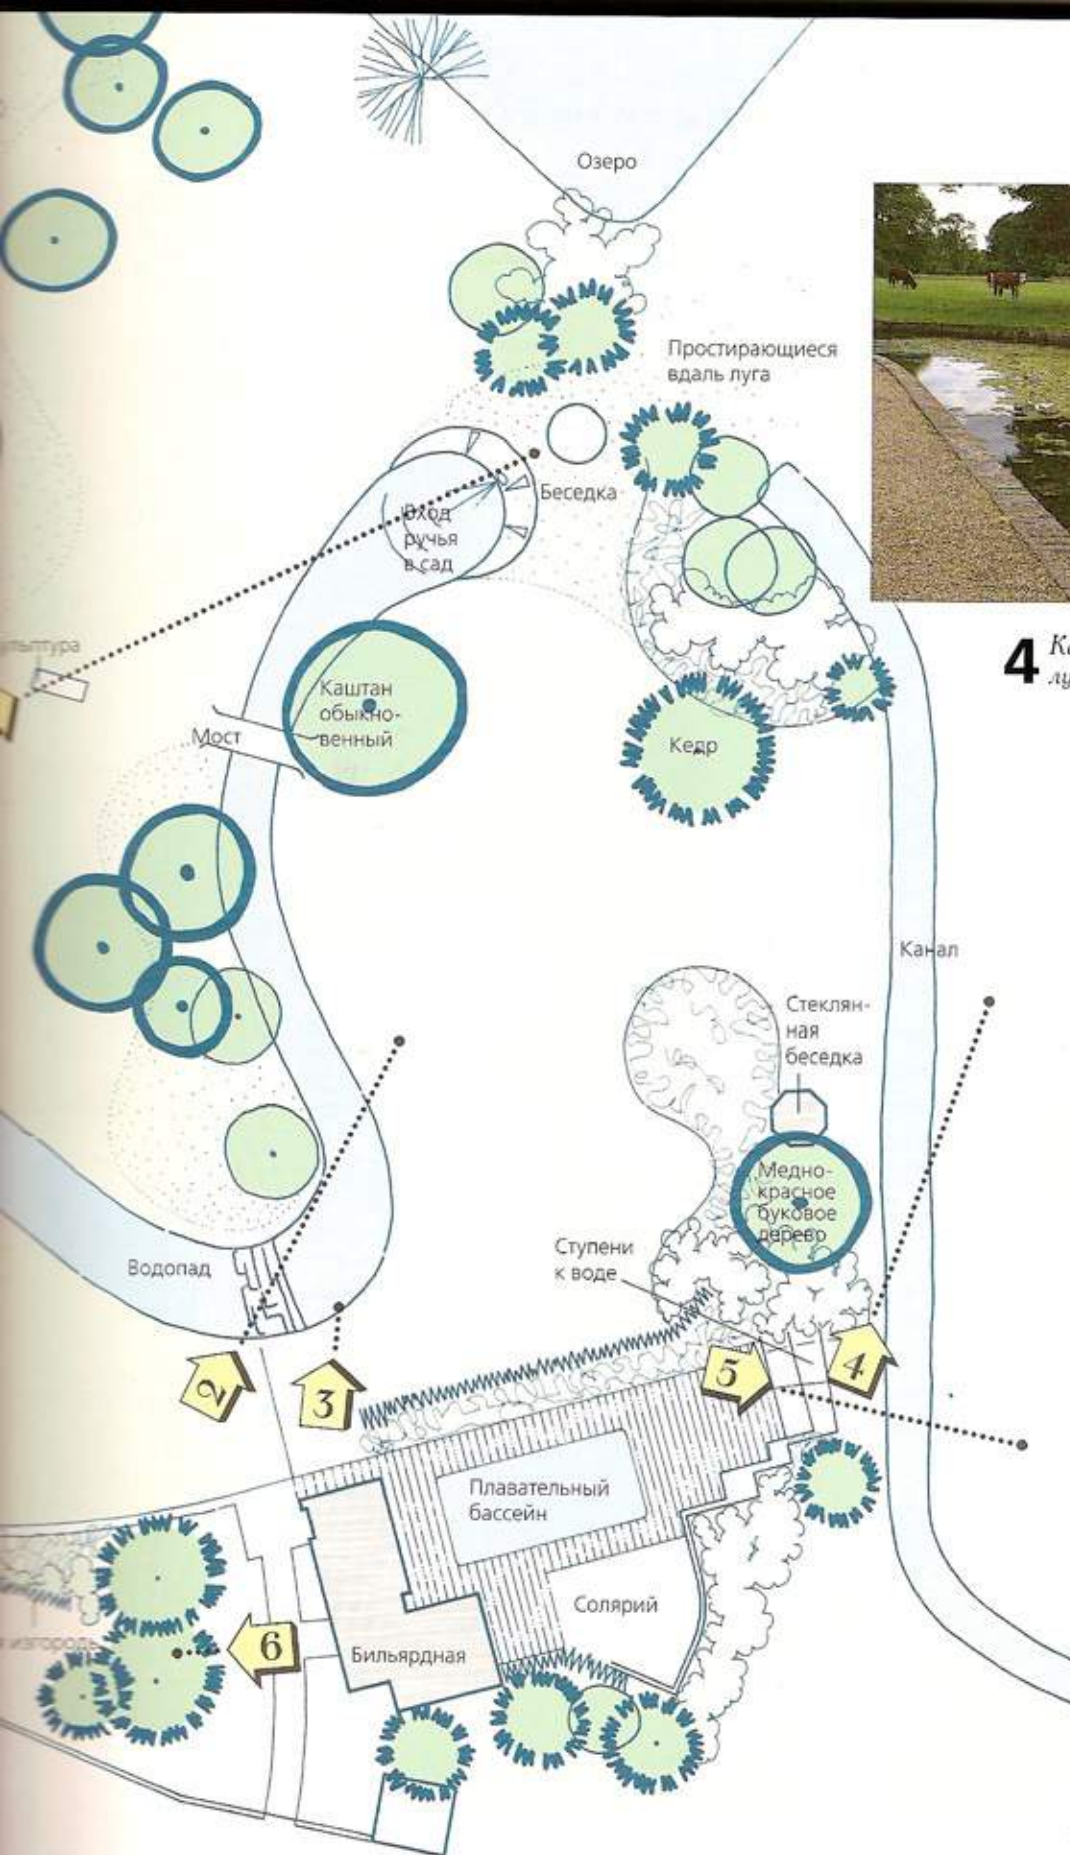 Озеро
Простирающиеся
вдаль луга
Беседка
Вход
ручья
в сад
4
Каштан
обыкно-
венный
Мост
Кедр
Канал
Стеклян-
ная
беседка
Медно-
красное
буковое
дерево
Ступени
к воде
Водопад
2
3
5
4
Плавательный
бассейн
Солярий
6
Бильярдная